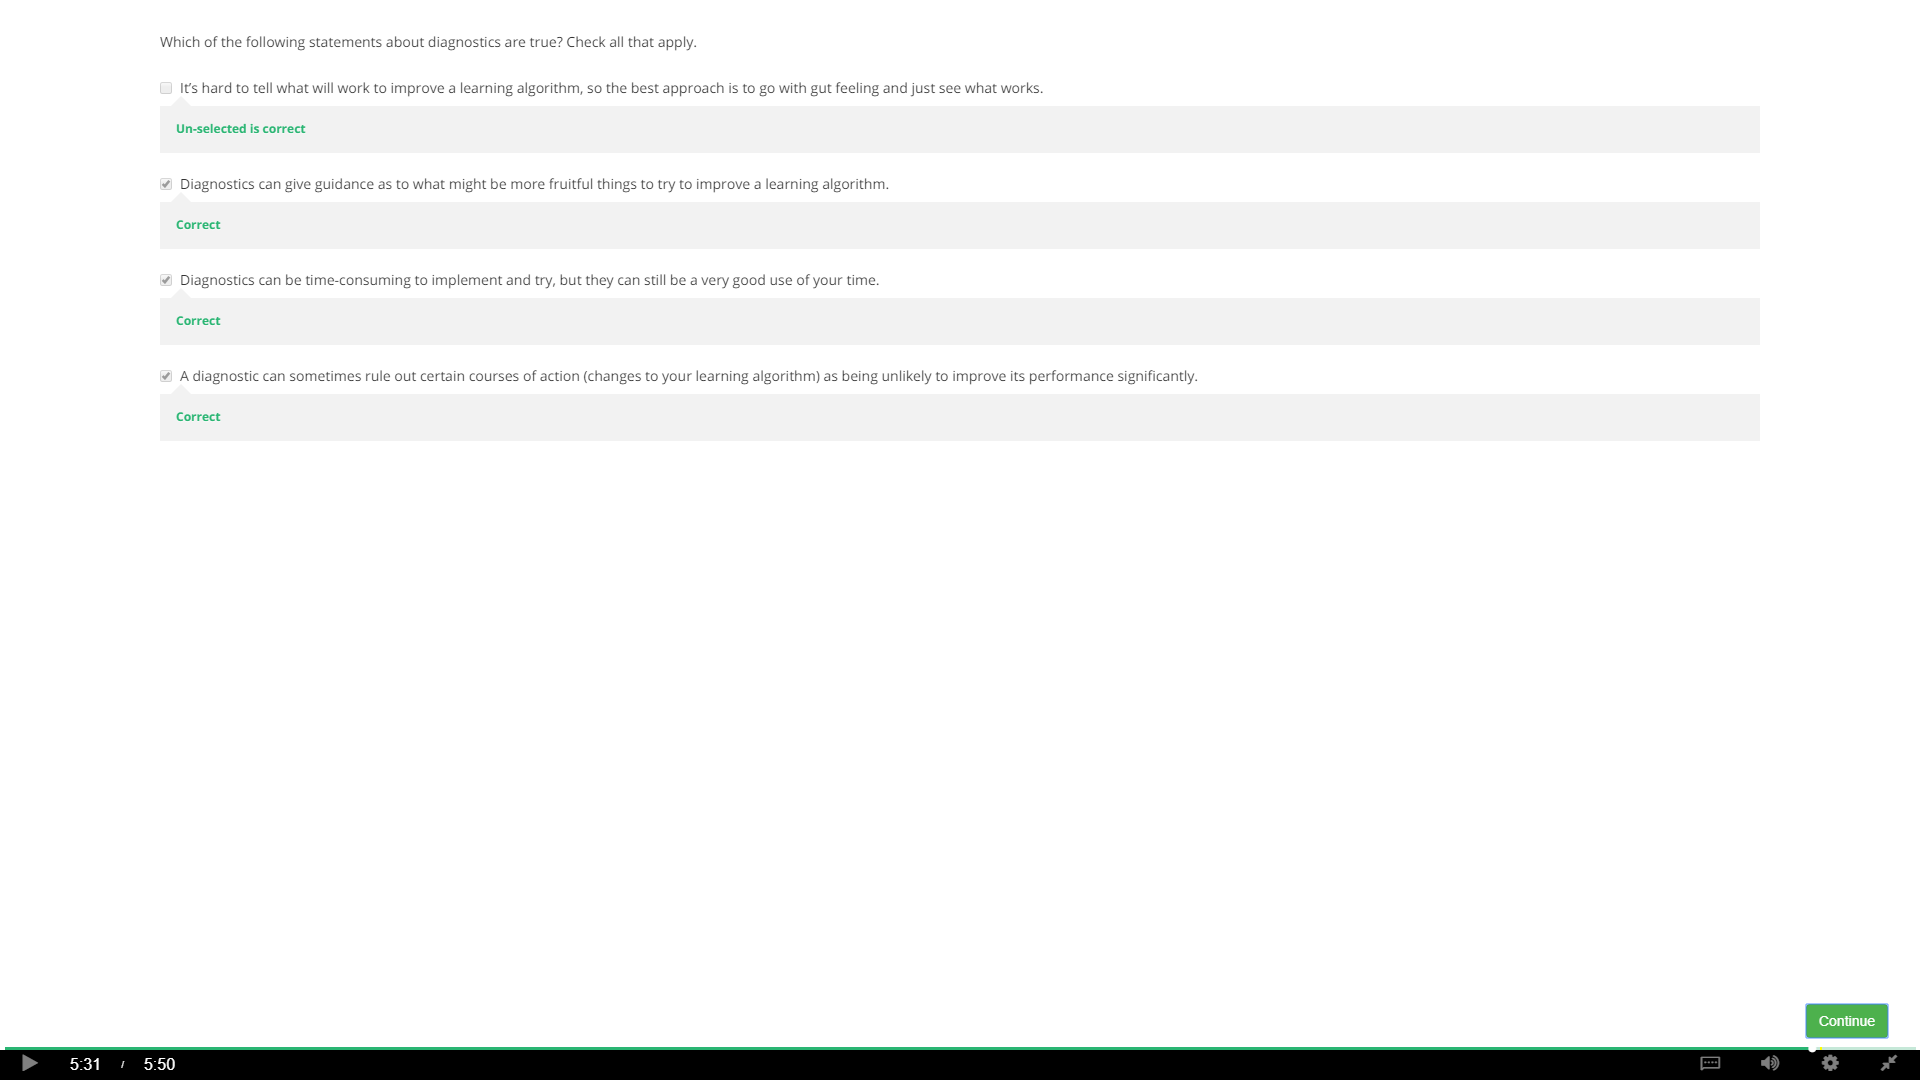 Which of the following statements about diagnostics are true? Check all that apply.
It’s hard to tell what will work to improve a learning algorithm, so the best approach is to go with gut feeling and just see what works.
Un-selected is correct
Diagnostics can give guidance as to what might be more fruitful things to try to improve a learning algorithm.
Correct
Diagnostics can be time-consuming to implement and try, but they can still be a very good use of your time.
Correct
A diagnostic can sometimes rule out certain courses of action (changes to your learning algorithm) as being unlikely to improve its performance significantly.
Correct
Continue
5:31 / 5:50